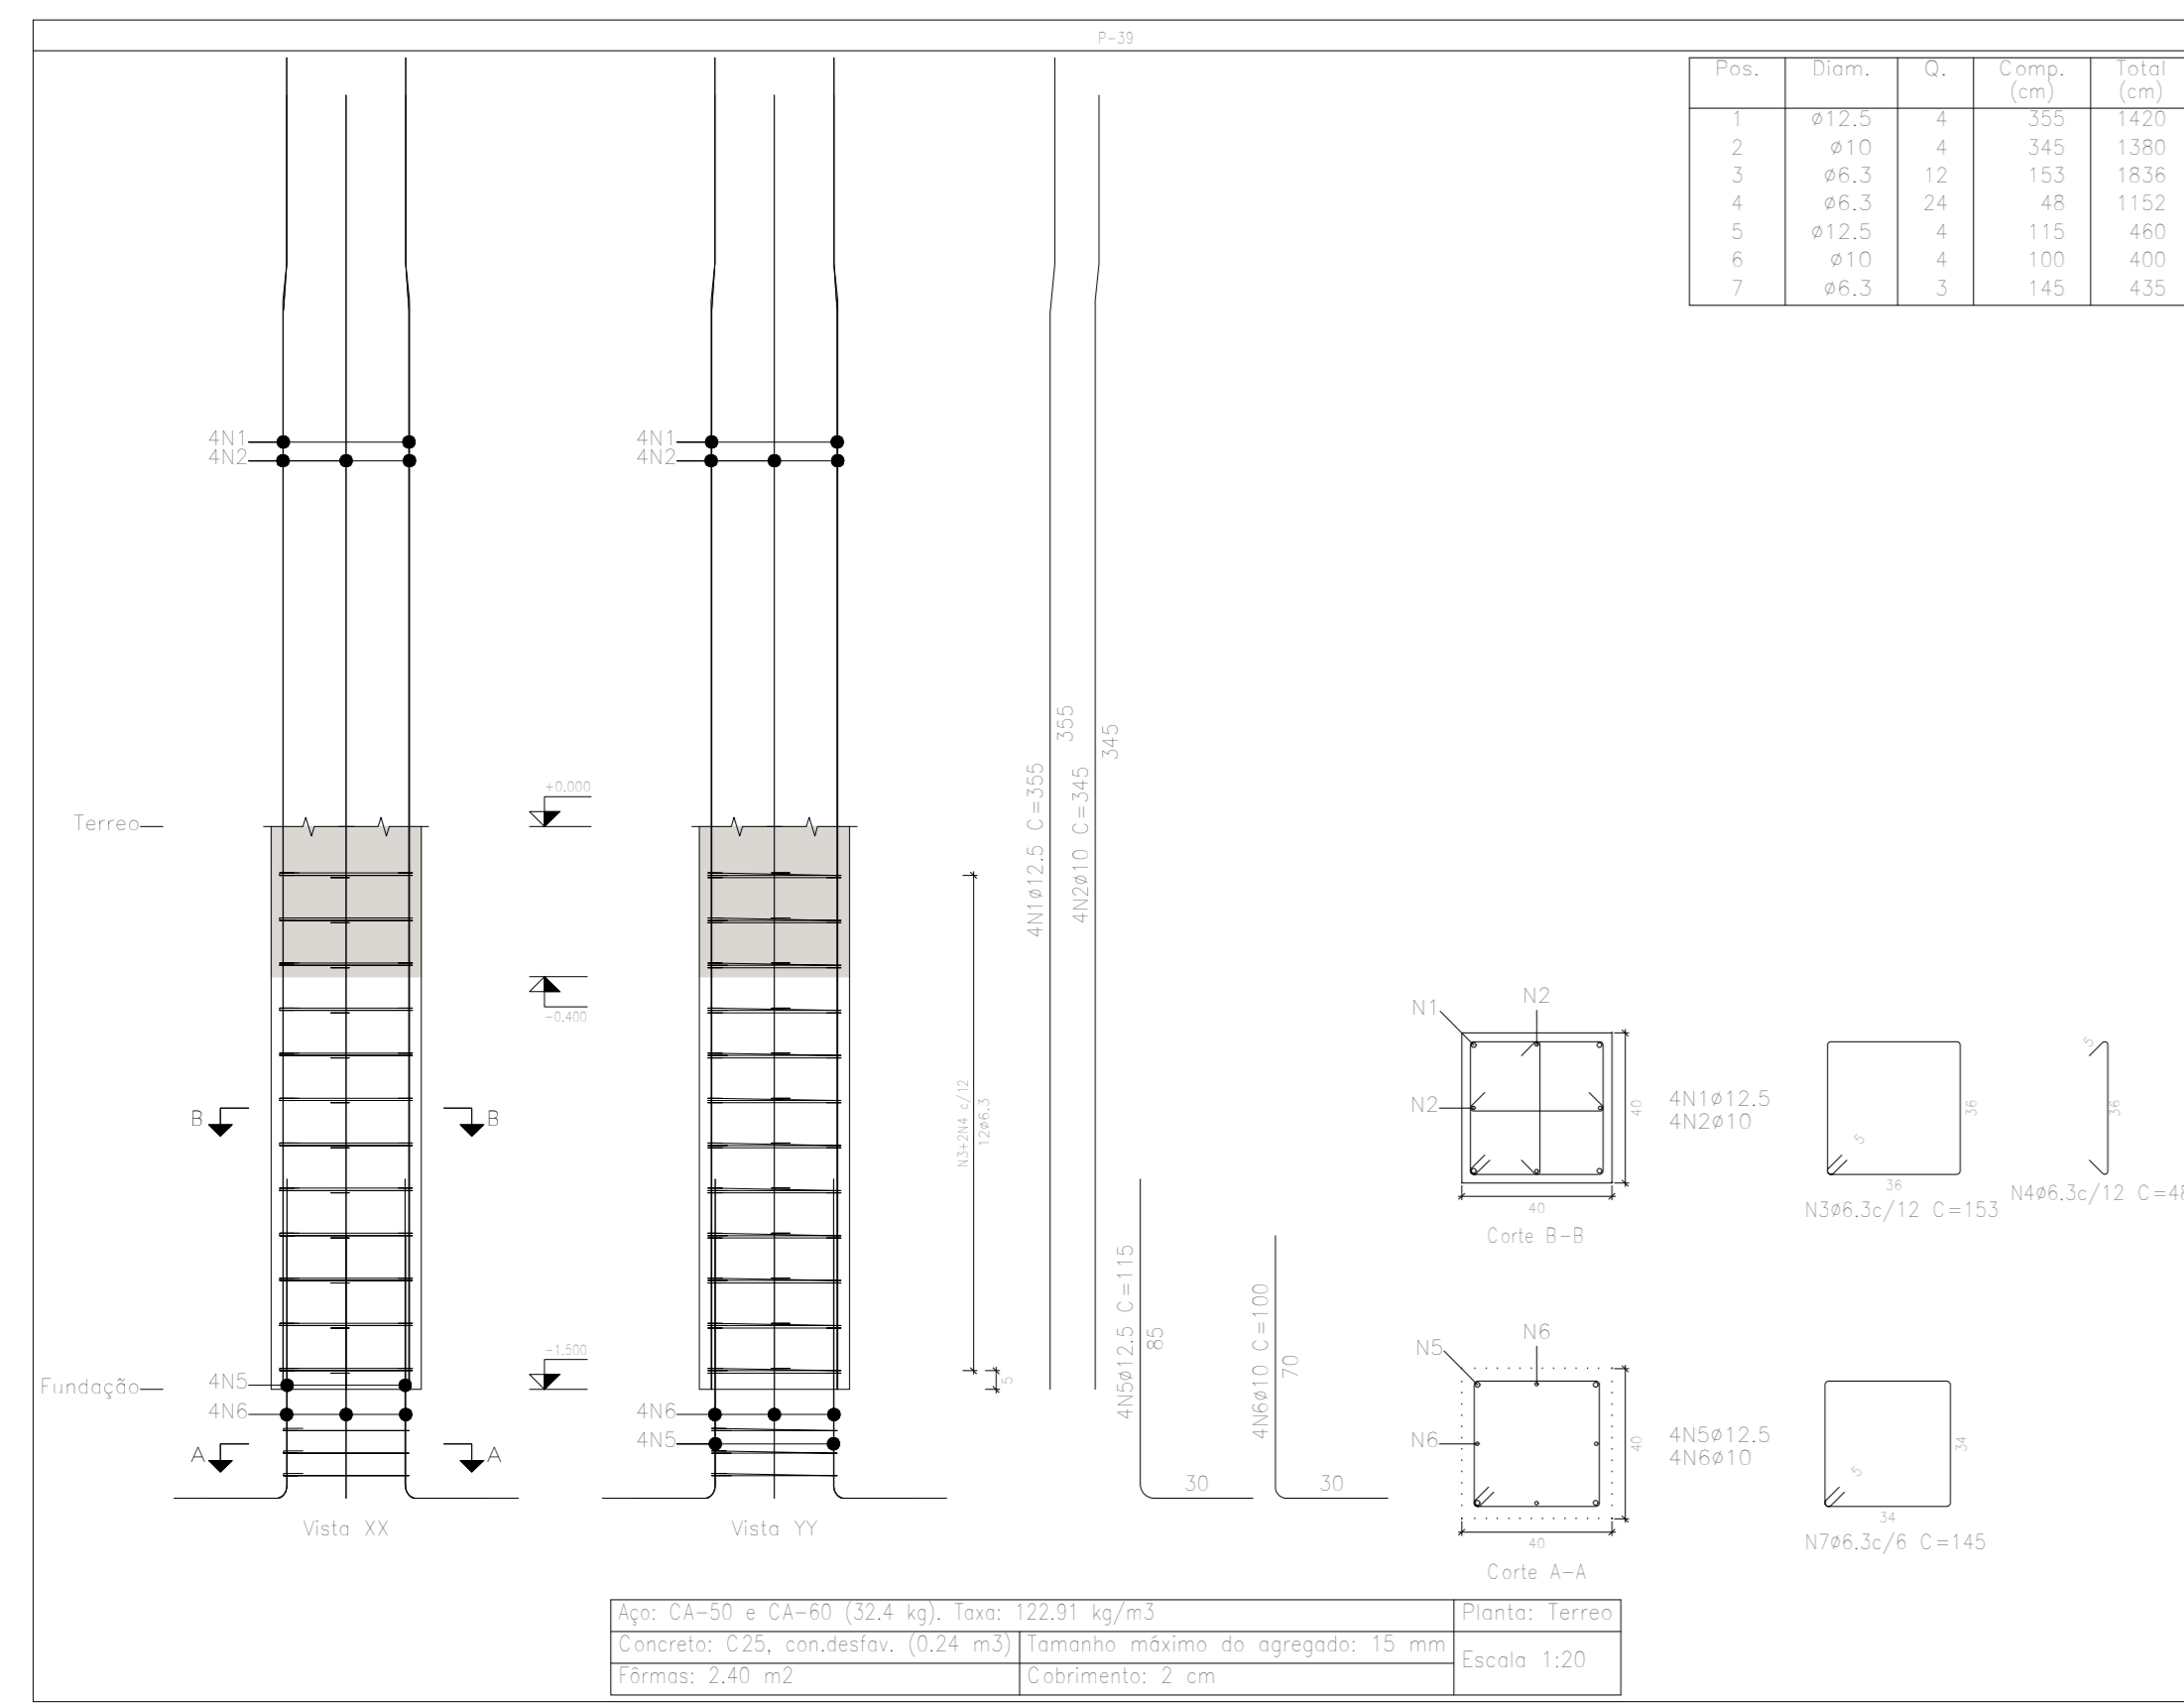 P-39
Pos. Diam. Q. Comp. (cm) Total (cm)
1 ø12.5 4 355 1420
2 ø10 4 345 1380
3 ø6.3 12 153 1836
4 ø6.3 24 48 1152
5 ø12.5 4 115 460
6 ø10 4 100 400
7 ø6.3 3 145 435
4N1
4N2
4N1
4N2
Terreo
+0.000
-0.400
-1.500
B B
Fundação
4N5
4N6
A A
Vista XX
4N6
4N5
Vista YY
N3+2N4 c/12
12ø6.3
5
4N1ø12.5 C=355
355
4N2ø10 C=345
345
4N5ø12.5 C=115
85
30
4N6ø10 C=100
70
30
N1
N2
N2
40
40
4N1ø12.5
4N2ø10
Corte B-B
5
36
36
N3ø6.3c/12 C=153
5
36
N4ø6.3c/12 C=48
N5
N6
N6
40
40
4N5ø12.5
4N6ø10
Corte A-A
5
34
34
N7ø6.3c/6 C=145
Aço: CA-50 e CA-60 (32.4 kg). Taxa: 122.91 kg/m3
Planta: Terreo
Concreto: C25, con.desfav. (0.24 m3)
Tamanho máximo do agregado: 15 mm
Escala 1:20
Fôrmas: 2.40 m2
Cobrimento: 2 cm